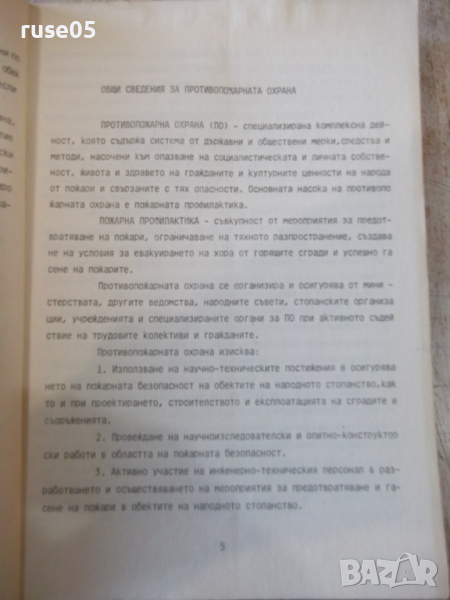 ruse05
ни по
обек
ОБЩИ СВЕДЕНИЯ ЗА ПРОТИВОПОЖАРНАТА ОХРАНА
ПРОТИВОПОЖАРНА ОХРАНА (ПО) - специализирана комплексна дей-
ност, която съдържа система от държавни и обществени мерки,средства и
методи, насочени към опазване на социалистическата и личната собстве-
ност, живота и здравето на гражданите и културните ценности на народа
от пожари и свързаните с тях опасности. Основната насока на противопо
жарната охрана е пожарната профилактика.
ПОЖАРНА ПРОФИЛАКТИКА - съвкупност от мероприятия за предот-
вратяване на пожари, ограничаване на тяхното разпространение, създава
не на условия за евакуирането на хора от горящите сгради и успешно га
сене на пожарите.
Противопожарната охрана се организира и осигурява от мини -
стерствата, другите ведомства, народните съвети, стопанските организа
ции, учрежденията и специализираните органи за ПО при активното съдей
ствие на трудовите колективи и гражданите.
Противопожарната охрана изисква:
1. Използване на научно-техническите постижения в осигурява
нето на пожарната безопасност на обектите на народното стопанство,как
то и при проектирането, строителството и експлоатацията на сградите и
съоръженията.
2. Провеждане на научноизследователски и опитно-конструктор
ски работи в областта на пожарната безопасност.
3. Активно участие на инженерно-техническия персонал в раз-
работването и осъществяването на мероприятия за предотвратяване и га-
сене на пожари в обектите на народното стопанство.
5
BAZAR.bg